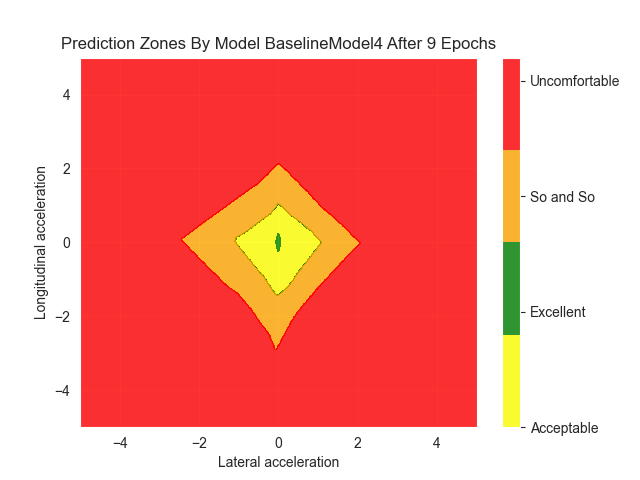 Prediction Zones By Model BaselineModel4 After 9 Epochs
Uncomfortable
So and So
Excellent
Acceptable
4
2
0
−2
−4
Longitudinal acceleration
−4
−2
0
2
4
Lateral acceleration